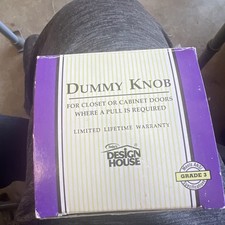 DUMMY KNOB
FOR CLOSET OR CABINET DOORS
WHERE A PULL IS REQUIRED
LIMITED LIFETIME WARRANTY
DESIGN
HOUSE
GRADE 3